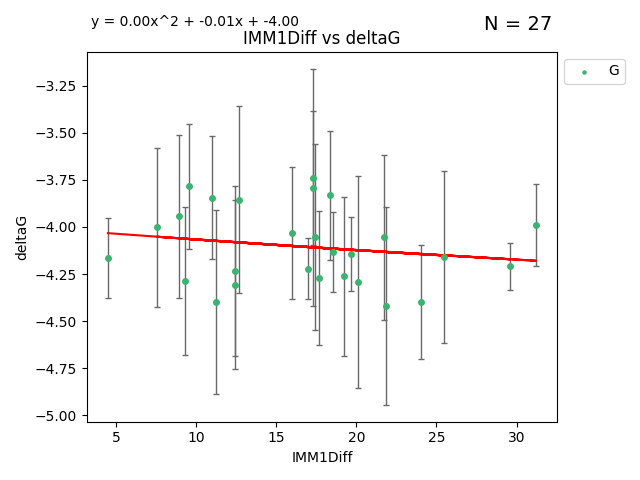 y = 0.00x^2 + -0.01x + -4.00
N = 27
IMM1Diff vs deltaG
G
deltaG
−3.25
−3.50
−3.75
−4.00
−4.25
−4.50
−4.75
−5.00
5 10 15 20 25 30
IMM1Diff